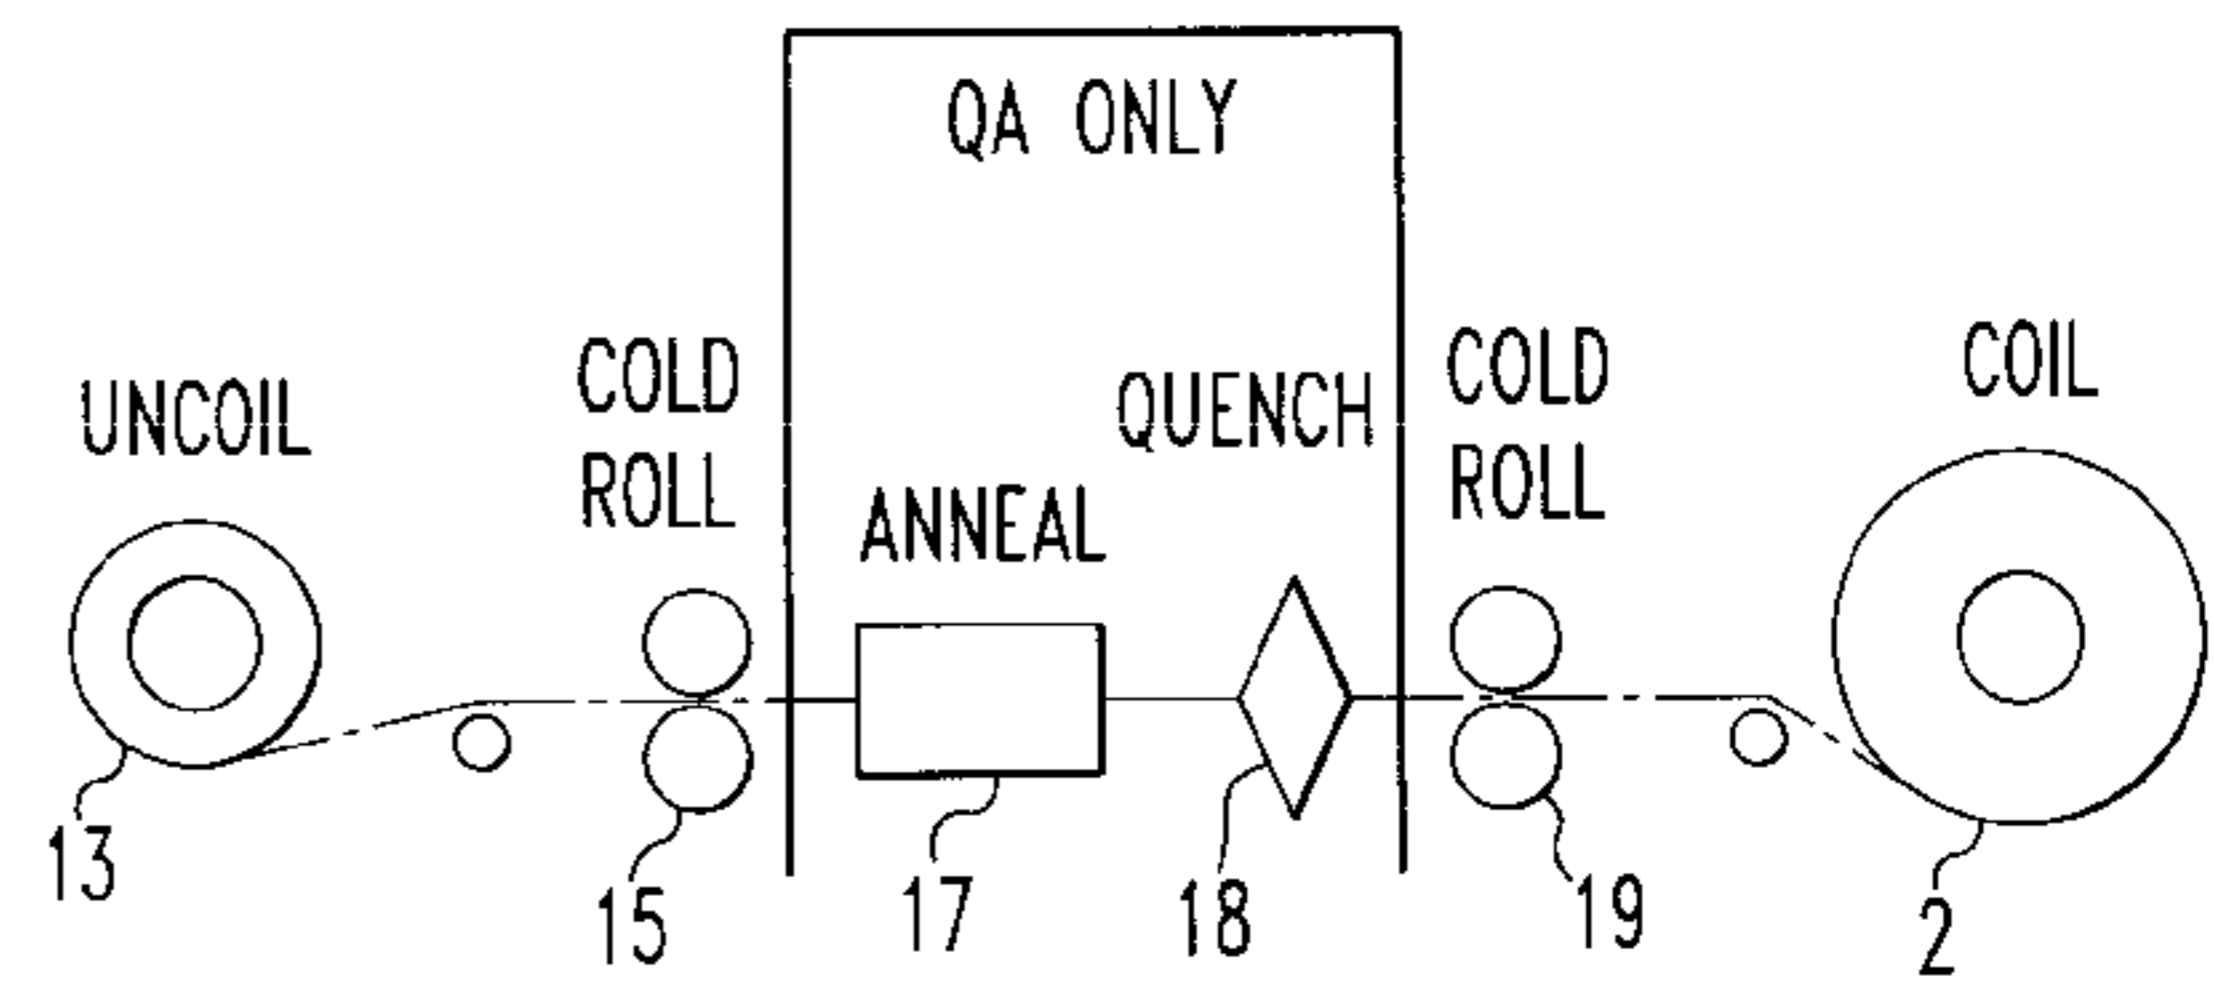 QA ONLY
UNCOIL
COLD
ROLL
ANNEAL
QUENCH
COLD
ROLL
COIL
13
15
17
18
19
2